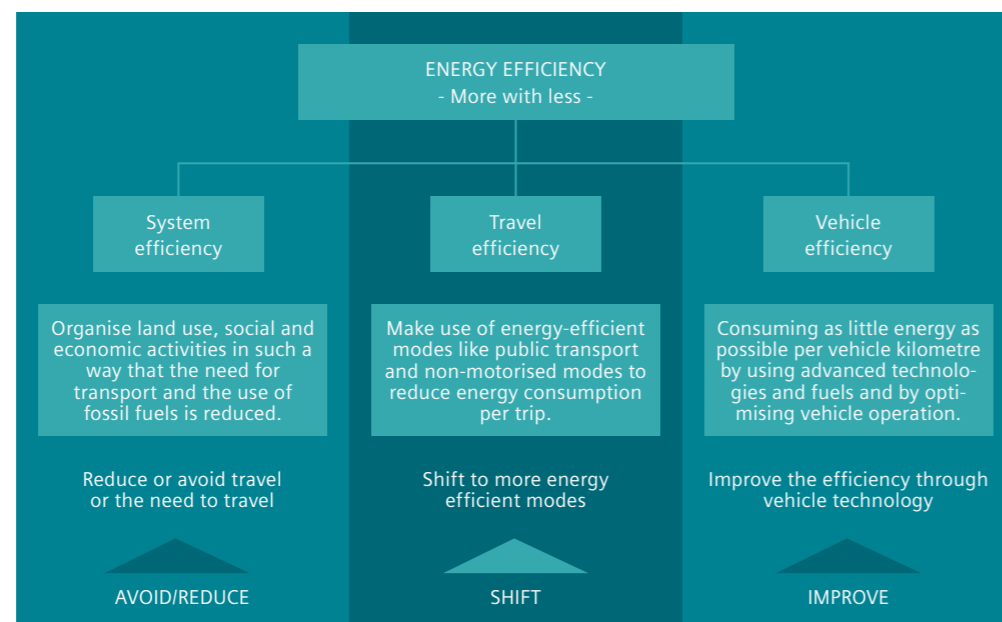 ENERGY EFFICIENCY
- More with less -
System
efficiency
Travel
efficiency
Vehicle
efficiency
Organise land use, social and
economic activities in such a
way that the need for
transport and the use of
fossil fuels is reduced.
Make use of energy-efficient
modes like public transport
and non-motorised modes to
reduce energy consumption
per trip.
Consuming as little energy as
possible per vehicle kilometre
by using advanced technolo-
gies and fuels and by opti-
mising vehicle operation.
Reduce or avoid travel
or the need to travel
Shift to more energy
efficient modes
Improve the efficiency through
vehicle technology
AVOID/REDUCE
SHIFT
IMPROVE